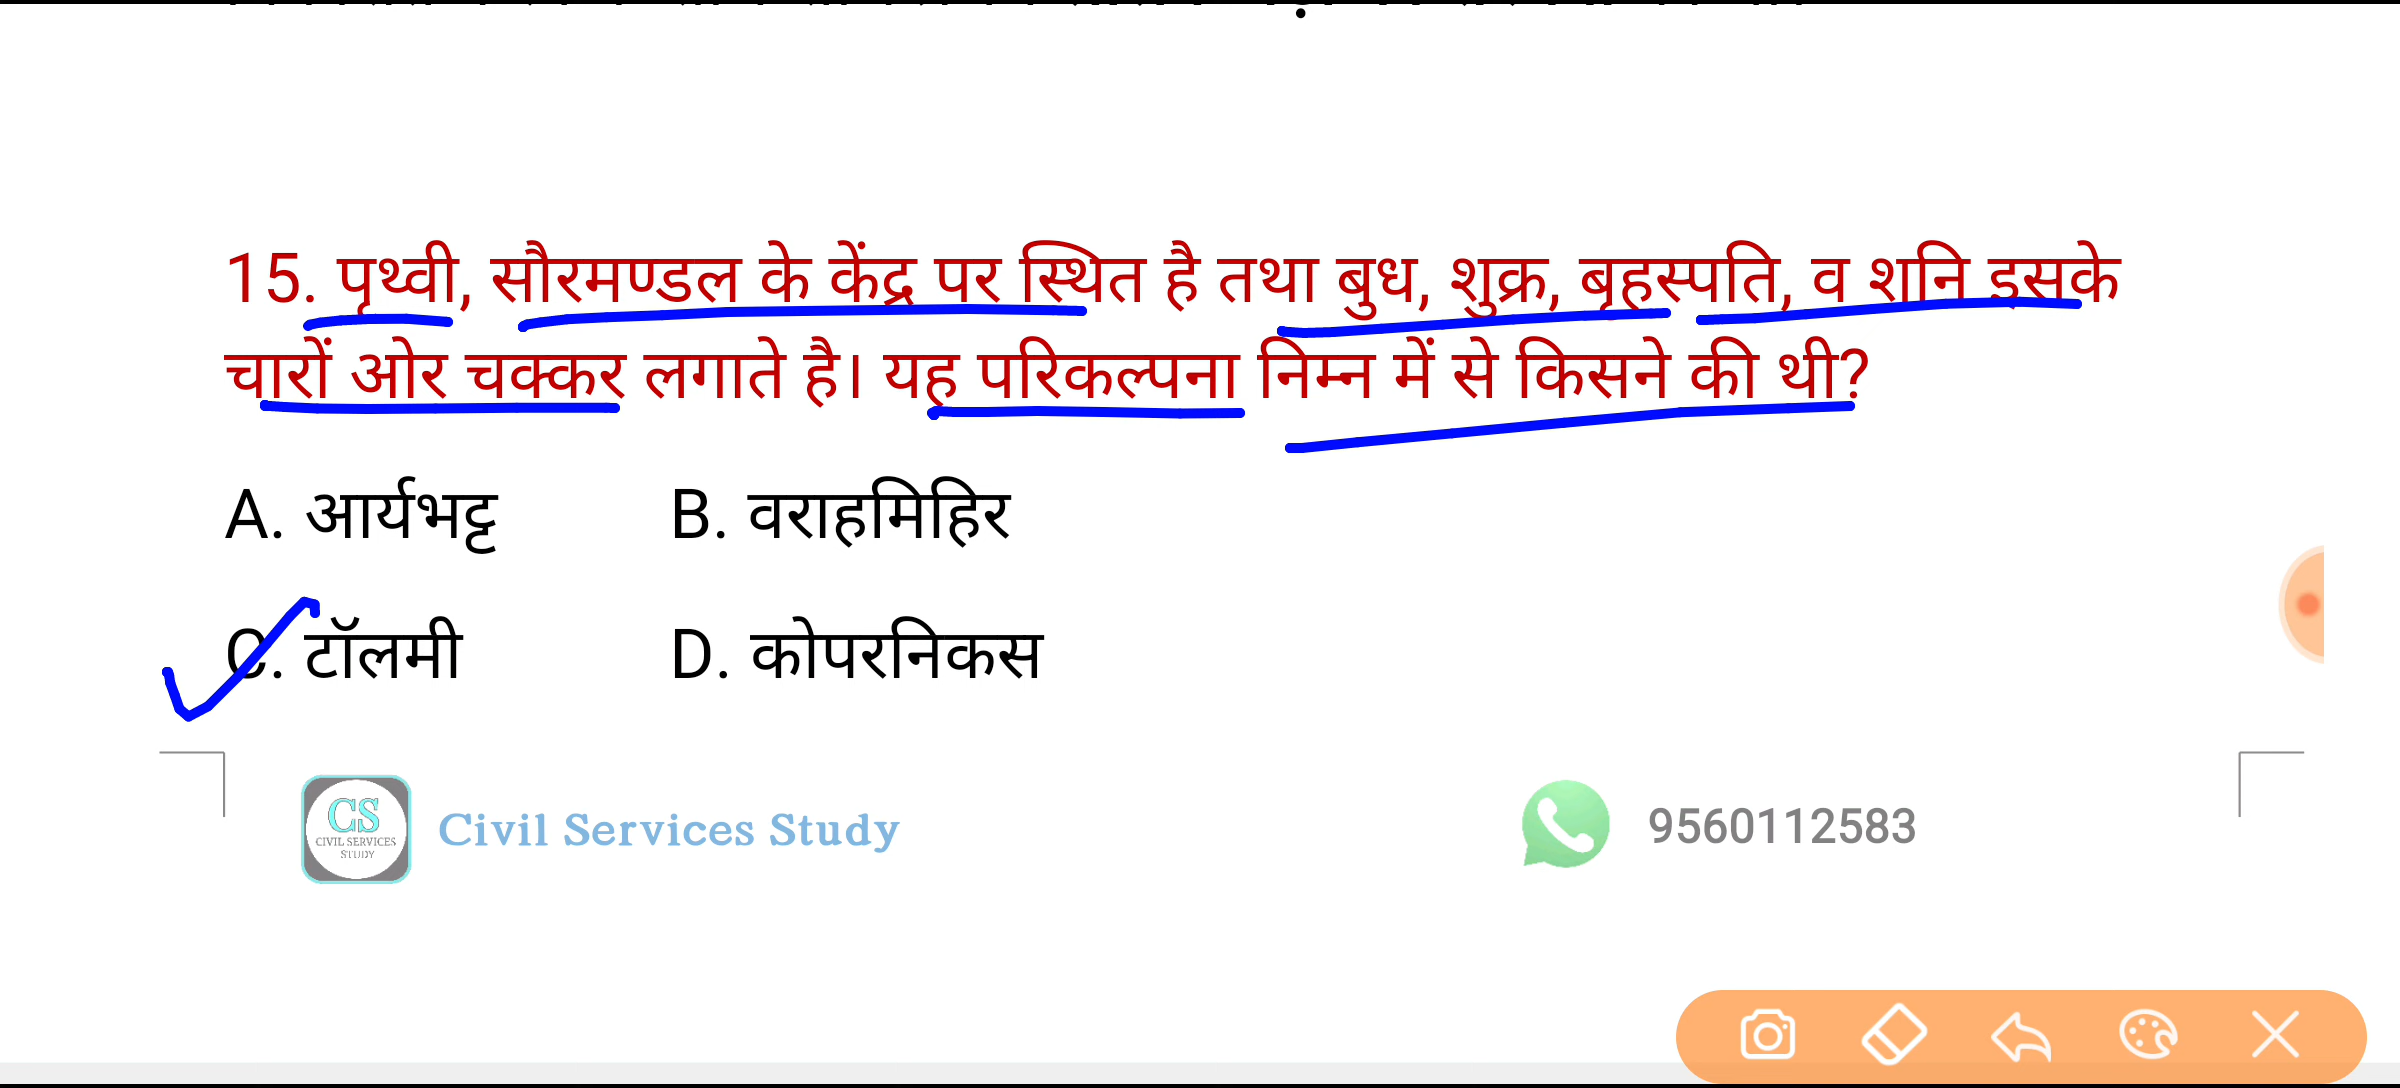 15. पृथ्वी, सौरमण्डल के केंद्र पर स्थित है तथा बुध, शुक्र, बृहस्पति, व शनि इसके
चारों ओर चक्कर लगाते है। यह परिकल्पना निम्न में से किसने की थी?
A. आर्यभट्ट B. वराहमिहिर
C. टॉलमी D. कोपरनिकस
CS
CIVIL SERVICES
STUDY
Civil Services Study
9560112583